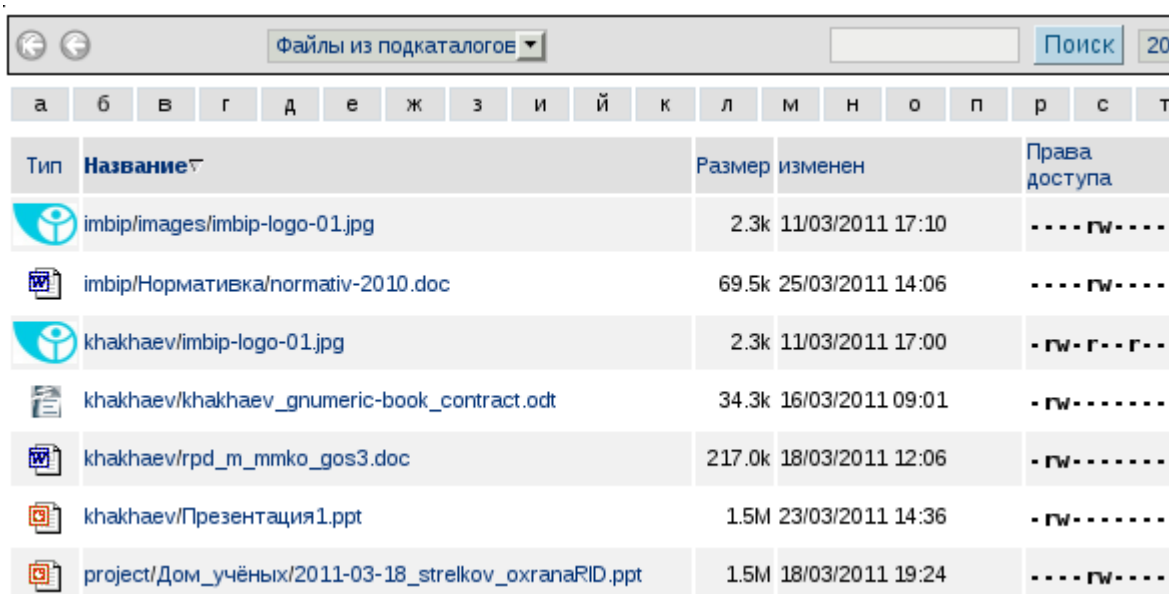 Файлы из подкаталогов Поиск 20
а б в г д е ж з и й к л м н о п р с т
Тип Название Размер изменен Права доступа
imbip/images/imbip-logo-01.jpg 2.3k 11/03/2011 17:10 ----rw----
imbip/Нормативка/normativ-2010.doc 69.5k 25/03/2011 14:06 ----rw----
khakhaev/imbip-logo-01.jpg 2.3k 11/03/2011 17:00 -rw-r--r--
khakhaev/khakhaev_gnumeric-book_contract.odt 34.3k 16/03/2011 09:01 -rw-------
khakhaev/rpd_m_mmko_gos3.doc 217.0k 18/03/2011 12:06 -rw-------
khakhaev/Презентация1.ppt 1.5M 23/03/2011 14:36 -rw-------
project/Дом_учёных/2011-03-18_strelkov_oxranaRID.ppt 1.5M 18/03/2011 19:24 ----rw----